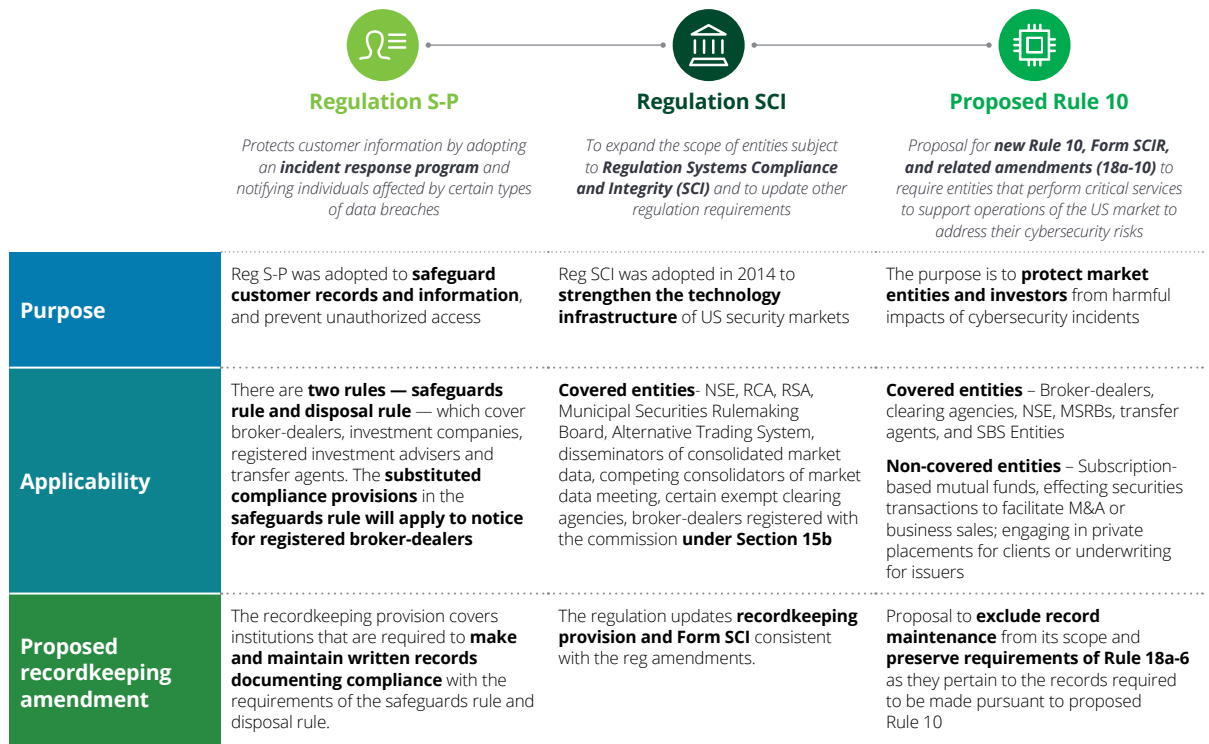 Regulation S-P
Regulation SCI
Proposed Rule 10
Protects customer information by adopting
an incident response program and
notifying individuals affected by certain types
of data breaches
To expand the scope of entities subject
to Regulation Systems Compliance
and Integrity (SCI) and to update other
regulation requirements
Proposal for new Rule 10, Form SCIR,
and related amendments (18a-10) to
require entities that perform critical services
to support operations of the US market to
address their cybersecurity risks
Purpose
Reg S-P was adopted to safeguard
customer records and information,
and prevent unauthorized access
Reg SCI was adopted in 2014 to
strengthen the technology
infrastructure of US security markets
The purpose is to protect market
entities and investors from harmful
impacts of cybersecurity incidents
Applicability
There are two rules — safeguards
rule and disposal rule — which cover
broker-dealers, investment companies,
registered investment advisers and
transfer agents. The substituted
compliance provisions in the
safeguards rule will apply to notice
for registered broker-dealers
Covered entities- NSE, RCA, RSA,
Municipal Securities Rulemaking
Board, Alternative Trading System,
disseminators of consolidated market
data, competing consolidators of market
data meeting, certain exempt clearing
agencies, broker-dealers registered with
the commission under Section 15b
Covered entities – Broker-dealers,
clearing agencies, NSE, MSRBs, transfer
agents, and SBS Entities
Non-covered entities – Subscription-
based mutual funds, effecting securities
transactions to facilitate M&A or
business sales; engaging in private
placements for clients or underwriting
for issuers
Proposed
recordkeeping
amendment
The recordkeeping provision covers
institutions that are required to make
and maintain written records
documenting compliance with the
requirements of the safeguards rule and
disposal rule.
The regulation updates recordkeeping
provision and Form SCI consistent
with the reg amendments.
Proposal to exclude record
maintenance from its scope and
preserve requirements of Rule 18a-6
as they pertain to the records required
to be made pursuant to proposed
Rule 10